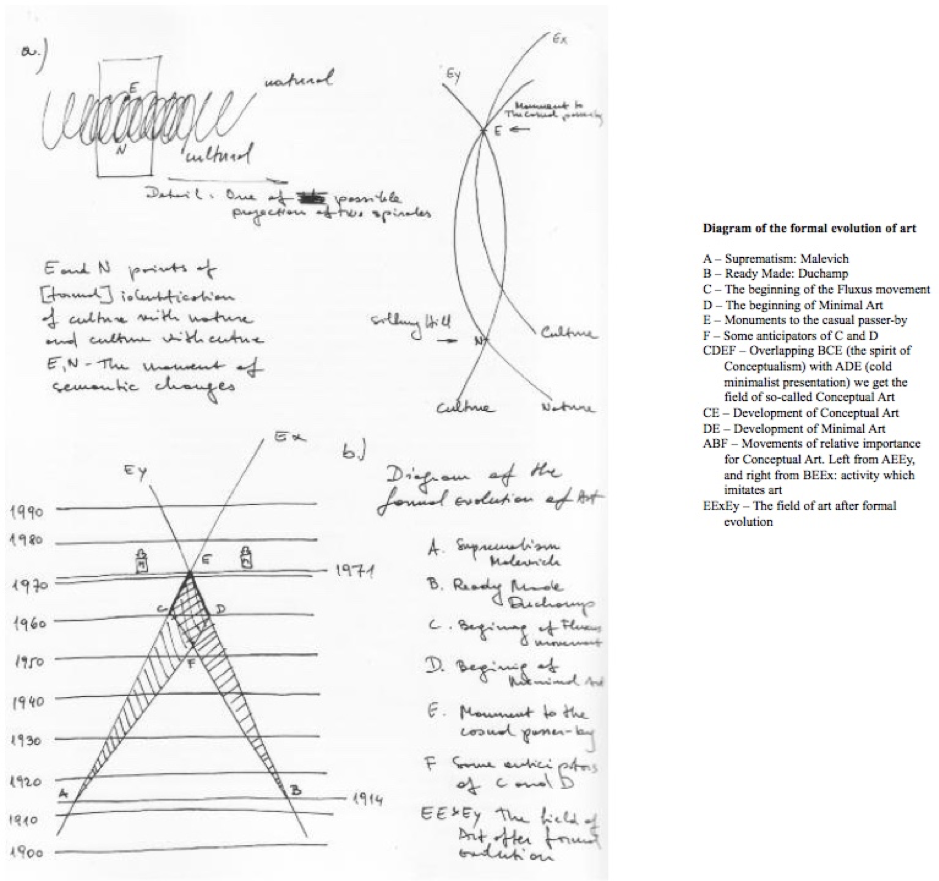 a.)
E
natural
N
cultural
Detail. One of possible
projection of two spirales
E and N points of
[formal] identification
of culture with nature
and culture with
E, N - The moment of
semantic changes
Ex
Ey
Monument to
The casual passer-by
E ←
Hill
→ N
Culture
Culture
Nature
b.)
Diagram of the
formal evolution of Art
Ex
Ey
1990
1980
E
1971
1970
C
D
1960
F
1950
1940
1930
1920
A
B
1914
1910
1900
A. Suprematism
Malevich
B. Ready Made
Duchamp
C. Begining of Fluxus
movement
D. Begining of
Minimal Art
E. Monument to the
casual passer-by
F Some anticipators
of C and D
EExEy The field of
Art after formal
evolution
Diagram of the formal evolution of art
A – Suprematism: Malevich
B – Ready Made: Duchamp
C – The beginning of the Fluxus movement
D – The beginning of Minimal Art
E – Monuments to the casual passer-by
F – Some anticipators of C and D
CDEF – Overlapping BCE (the spirit of
Conceptualism) with ADE (cold
minimalist presentation) we get the
field of so-called Conceptual Art
CE – Development of Conceptual Art
DE – Development of Minimal Art
ABF – Movements of relative importance
for Conceptual Art. Left from AEEy,
and right from BEEx: activity which
imitates art
EExEy – The field of art after formal
evolution